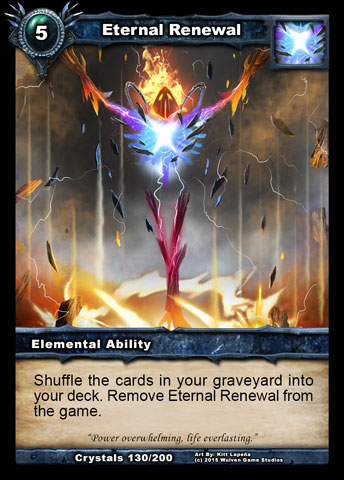 5
Eternal Renewal
Elemental Ability
Shuffle the cards in your graveyard into
your deck. Remove Eternal Renewal from
the game.
"Power overwhelming, life everlasting."
Crystals 130/200
Art By: Kitt Lapeña
(c) 2015 Wulven Game Studios